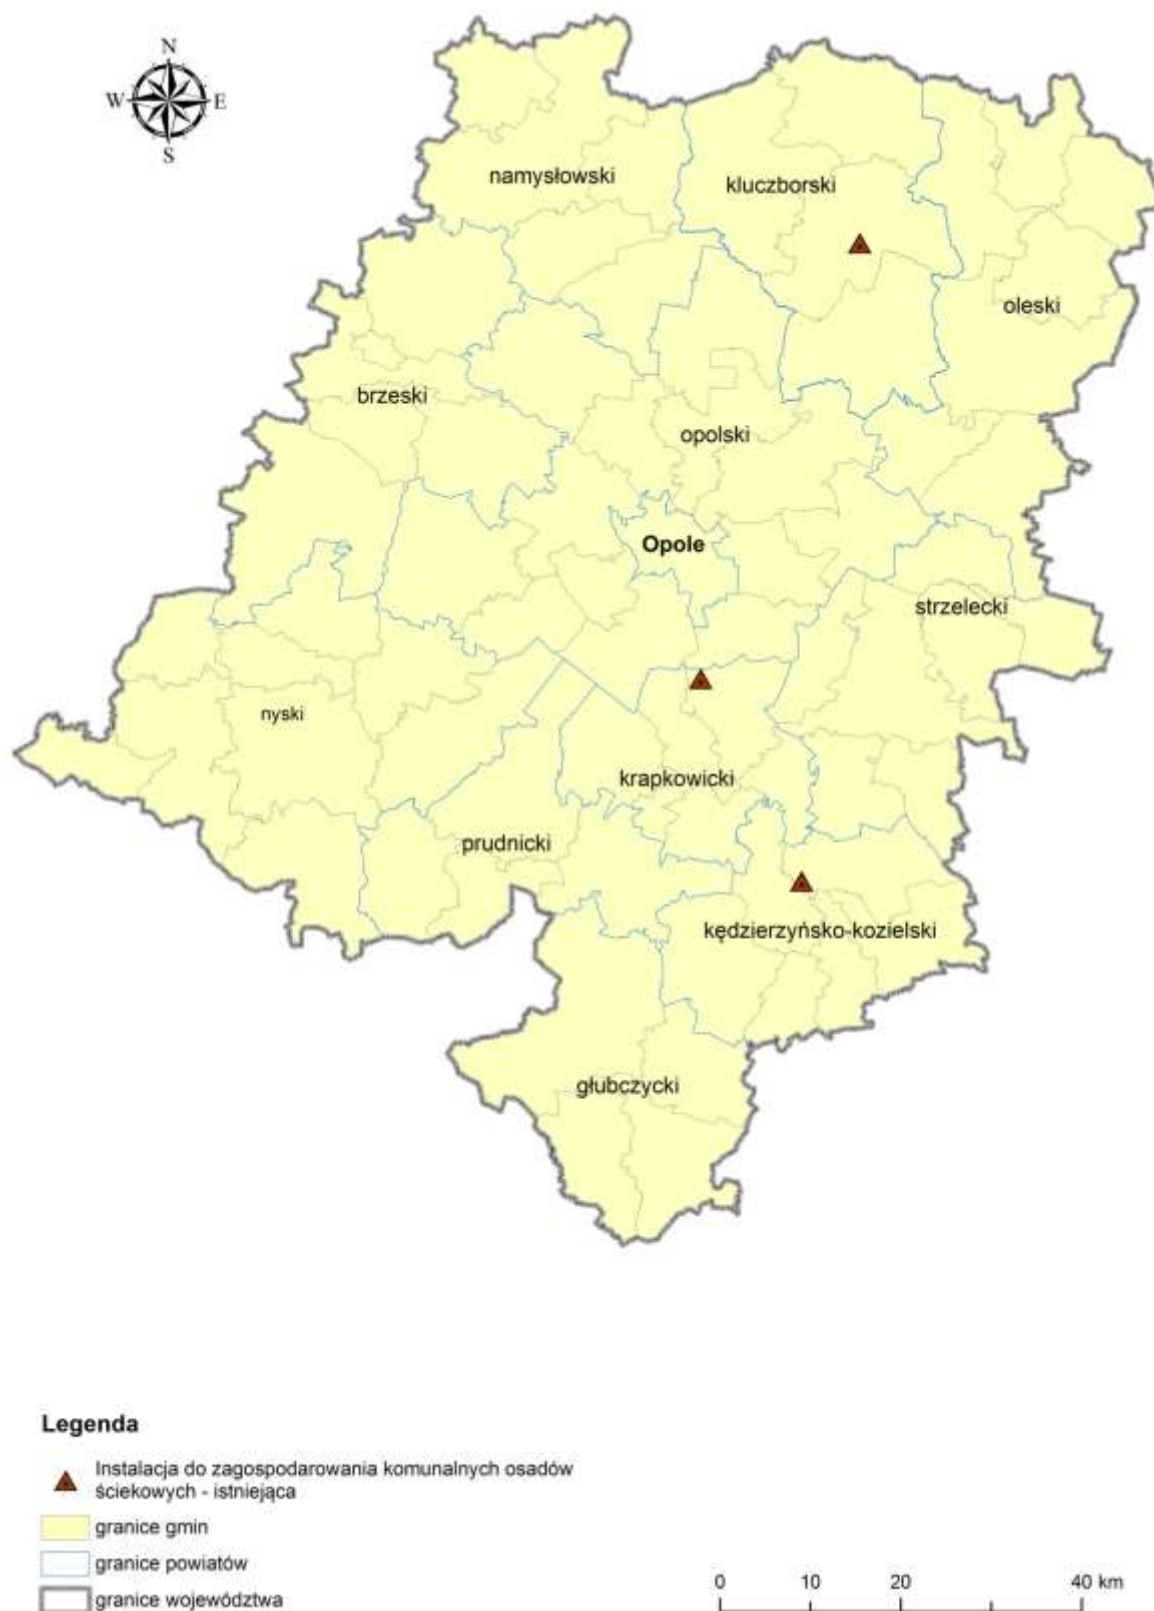 N
W E
S
namysłowski
kluczborski
oleski
brzeski
opolski
Opole
strzelecki
nyski
krapkowicki
prudnicki
kędzierzyńsko-kozielski
głubczycki
Legenda
Instalacja do zagospodarowania komunalnych osadów
ściekowych - istniejąca
granice gmin
granice powiatów
granice województwa
0 10 20 40 km